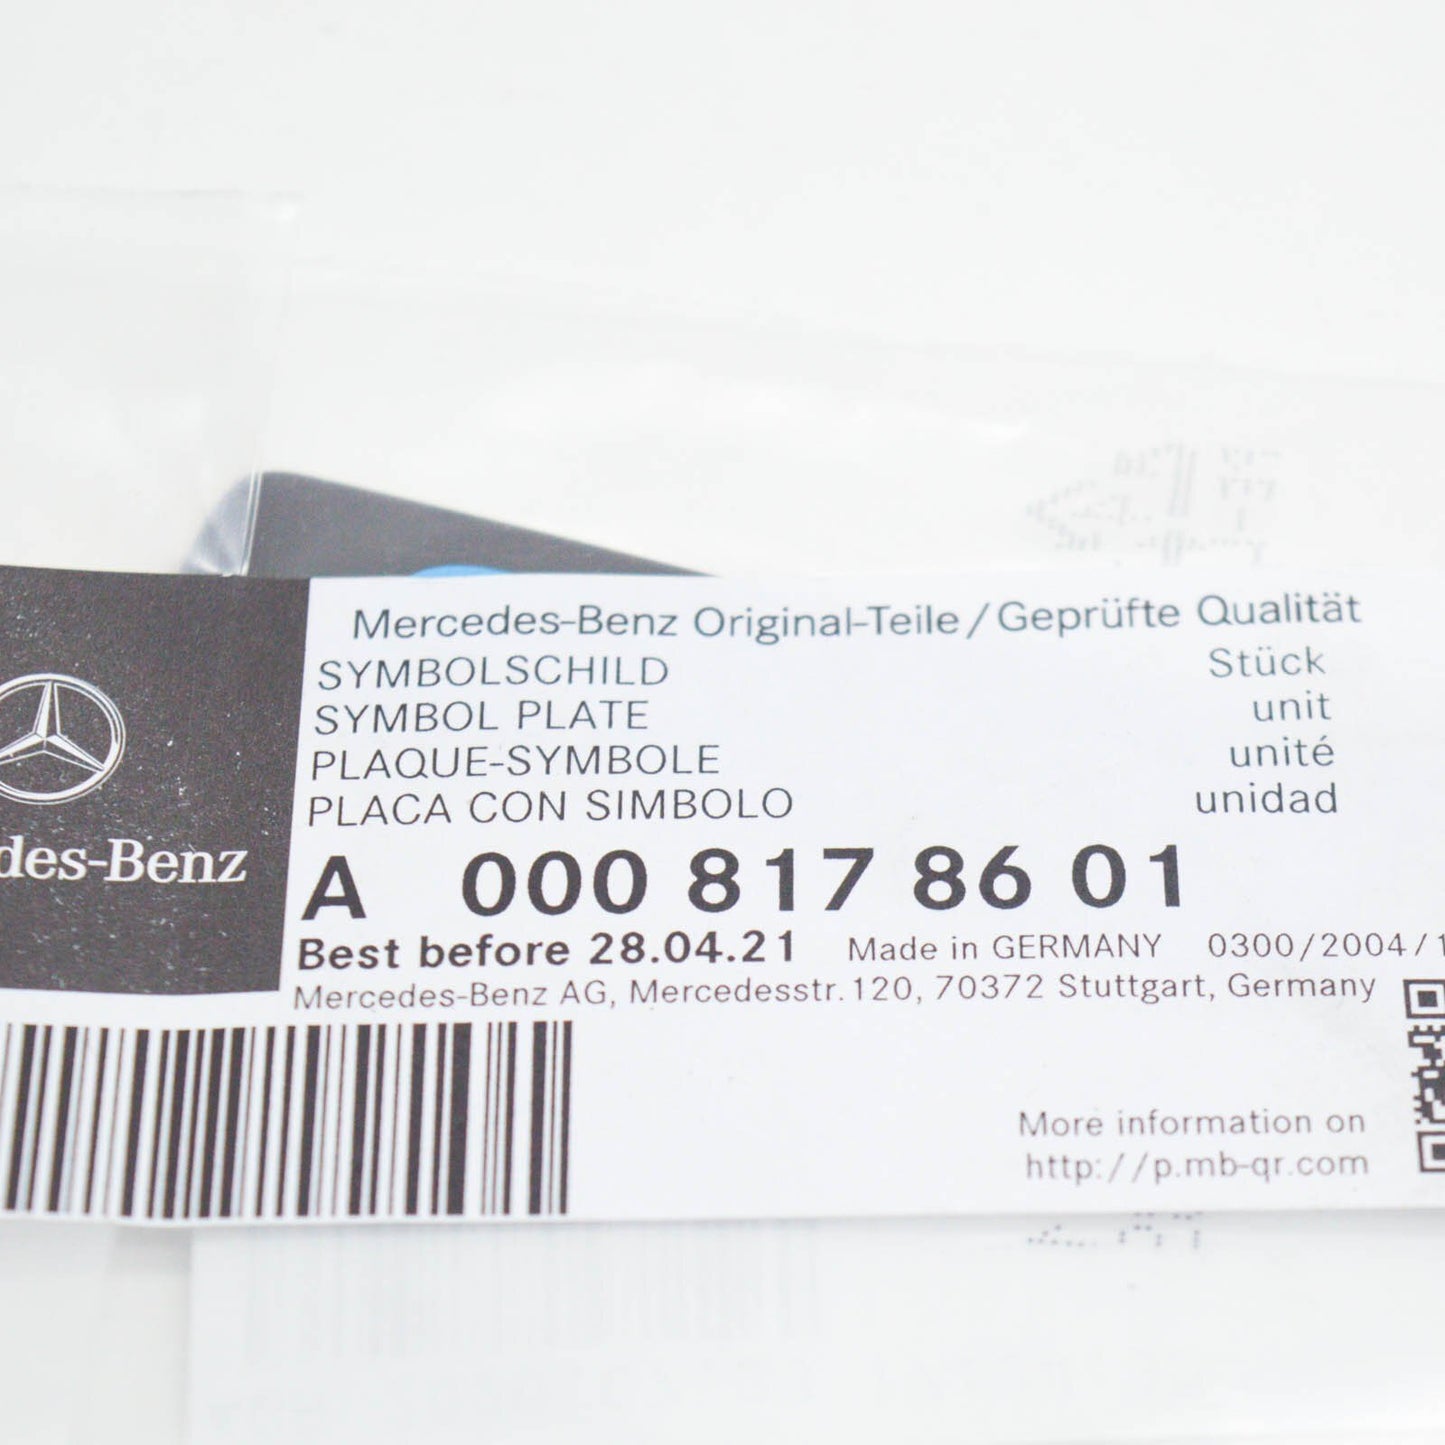 Mercedes-Benz Original-Teile/Geprüfte Qualität
SYMBOLSCHILD Stück
SYMBOL PLATE unit
PLAQUE-SYMBOLE unité
PLACA CON SIMBOLO unidad
des-Benz
A 000 817 86 01
Best before 28.04.21 Made in GERMANY 0300/2004/1
Mercedes-Benz AG, Mercedesstr.120, 70372 Stuttgart, Germany
More information on
http://p.mb-qr.com